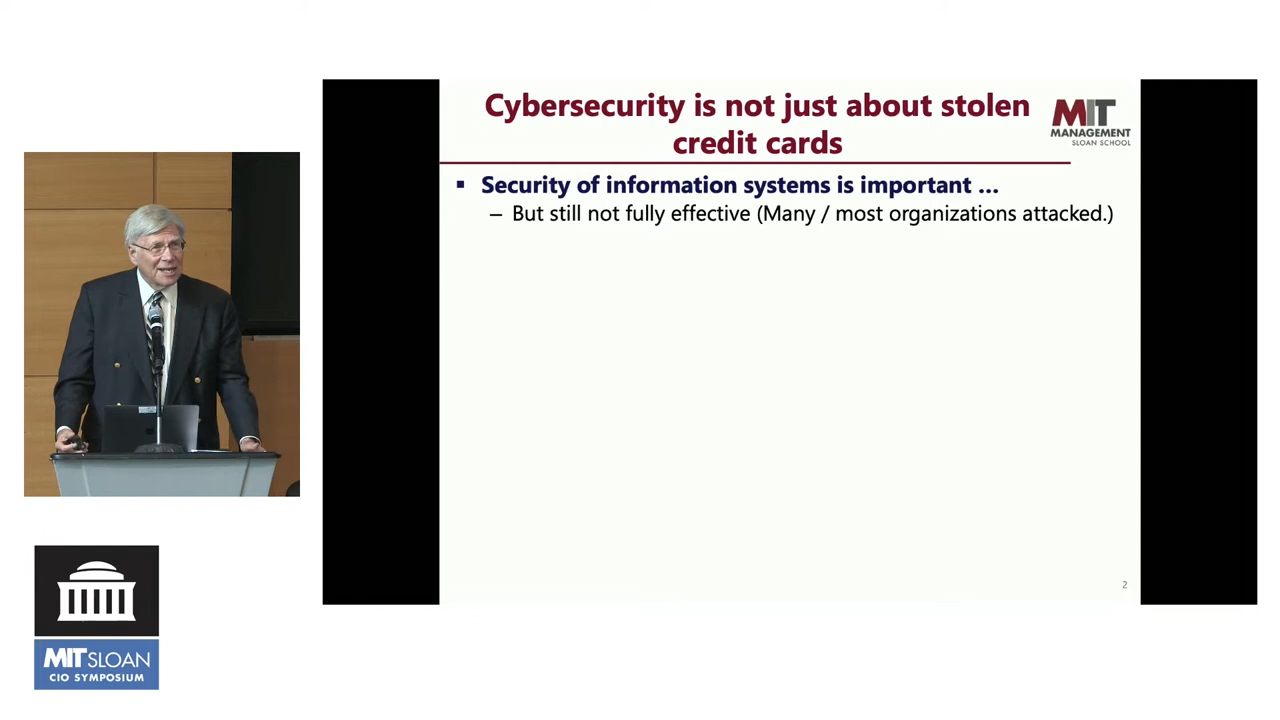 Cybersecurity is not just about stolen
credit cards
MIT
MANAGEMENT
SLOAN SCHOOL
▪ Security of information systems is important …
– But still not fully effective (Many / most organizations attacked.)
2
MIT SLOAN
CIO SYMPOSIUM